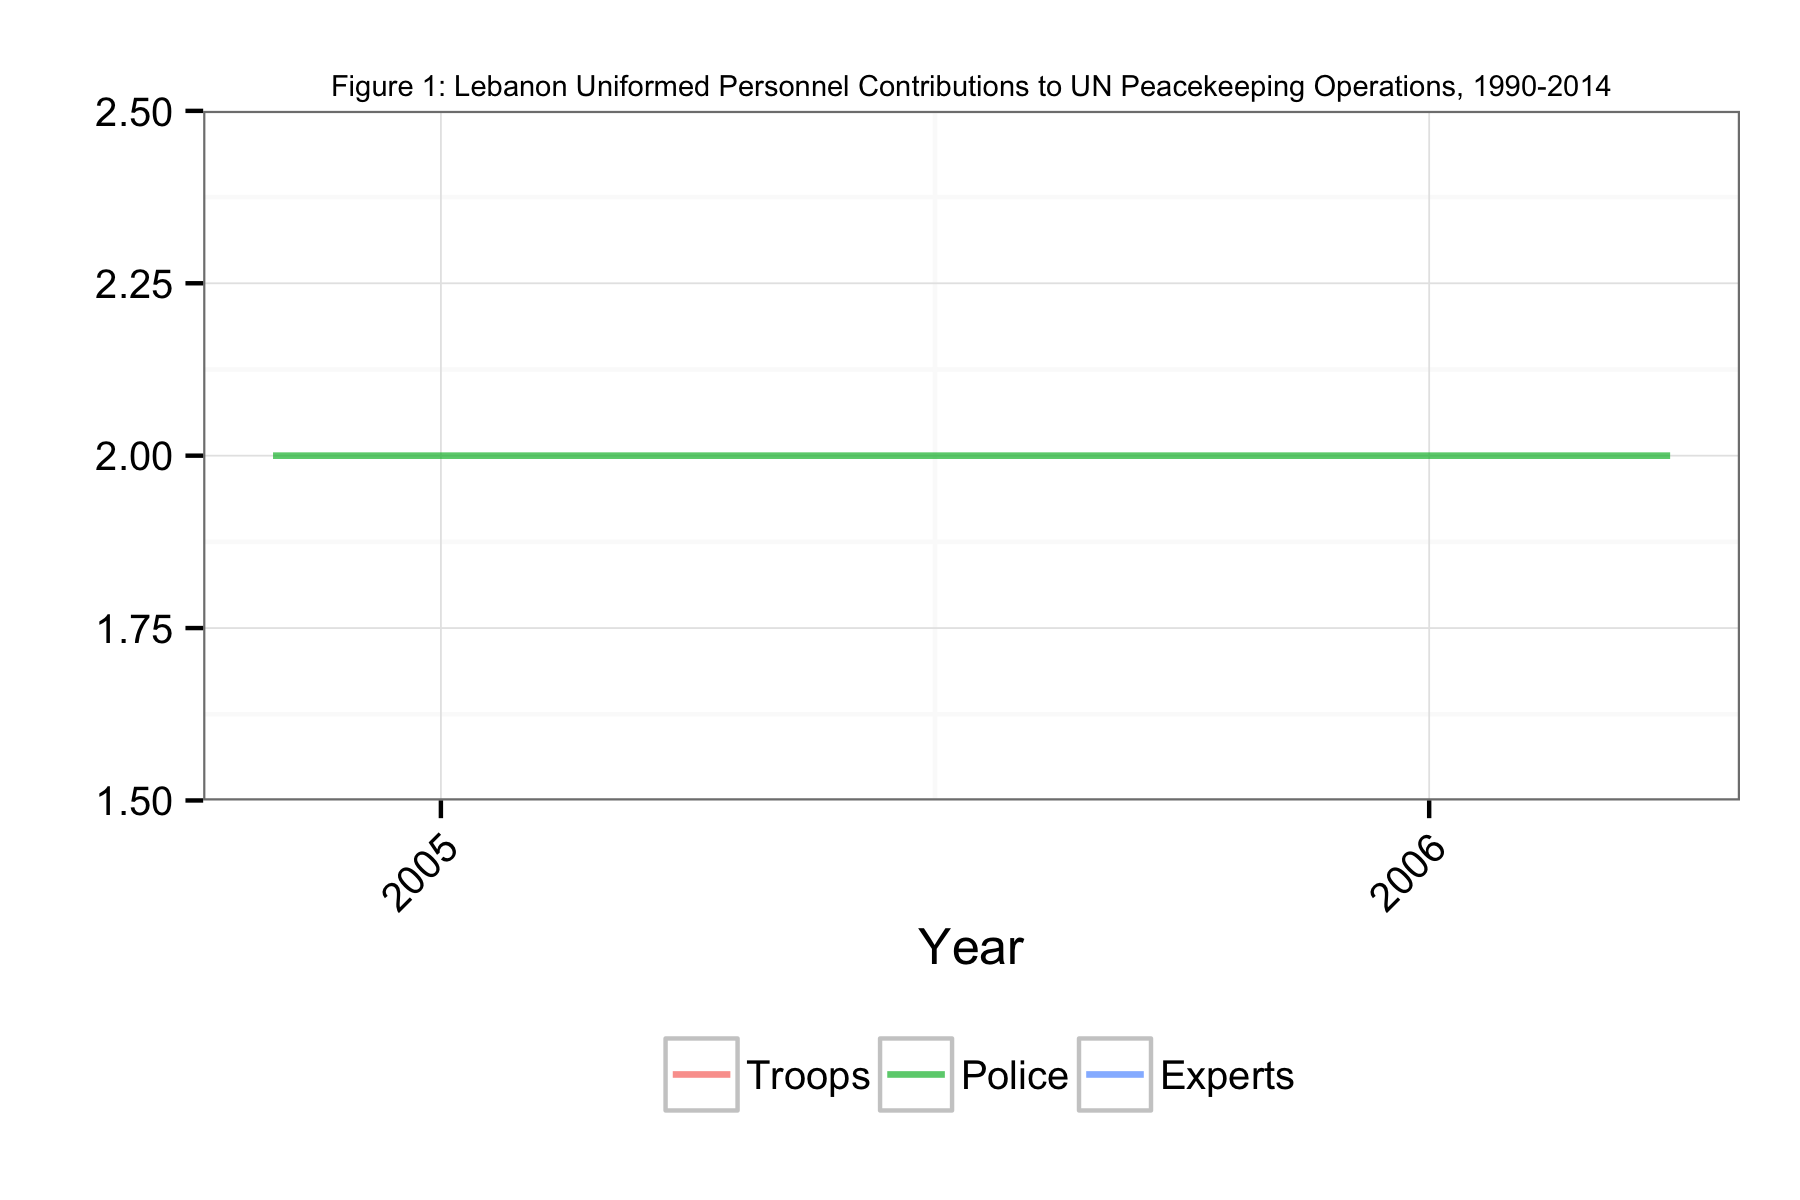 Figure 1: Lebanon Uniformed Personnel Contributions to UN Peacekeeping Operations, 1990-2014
2.50
2.25
2.00
1.75
1.50
2005 2006
Year
Troops Police Experts